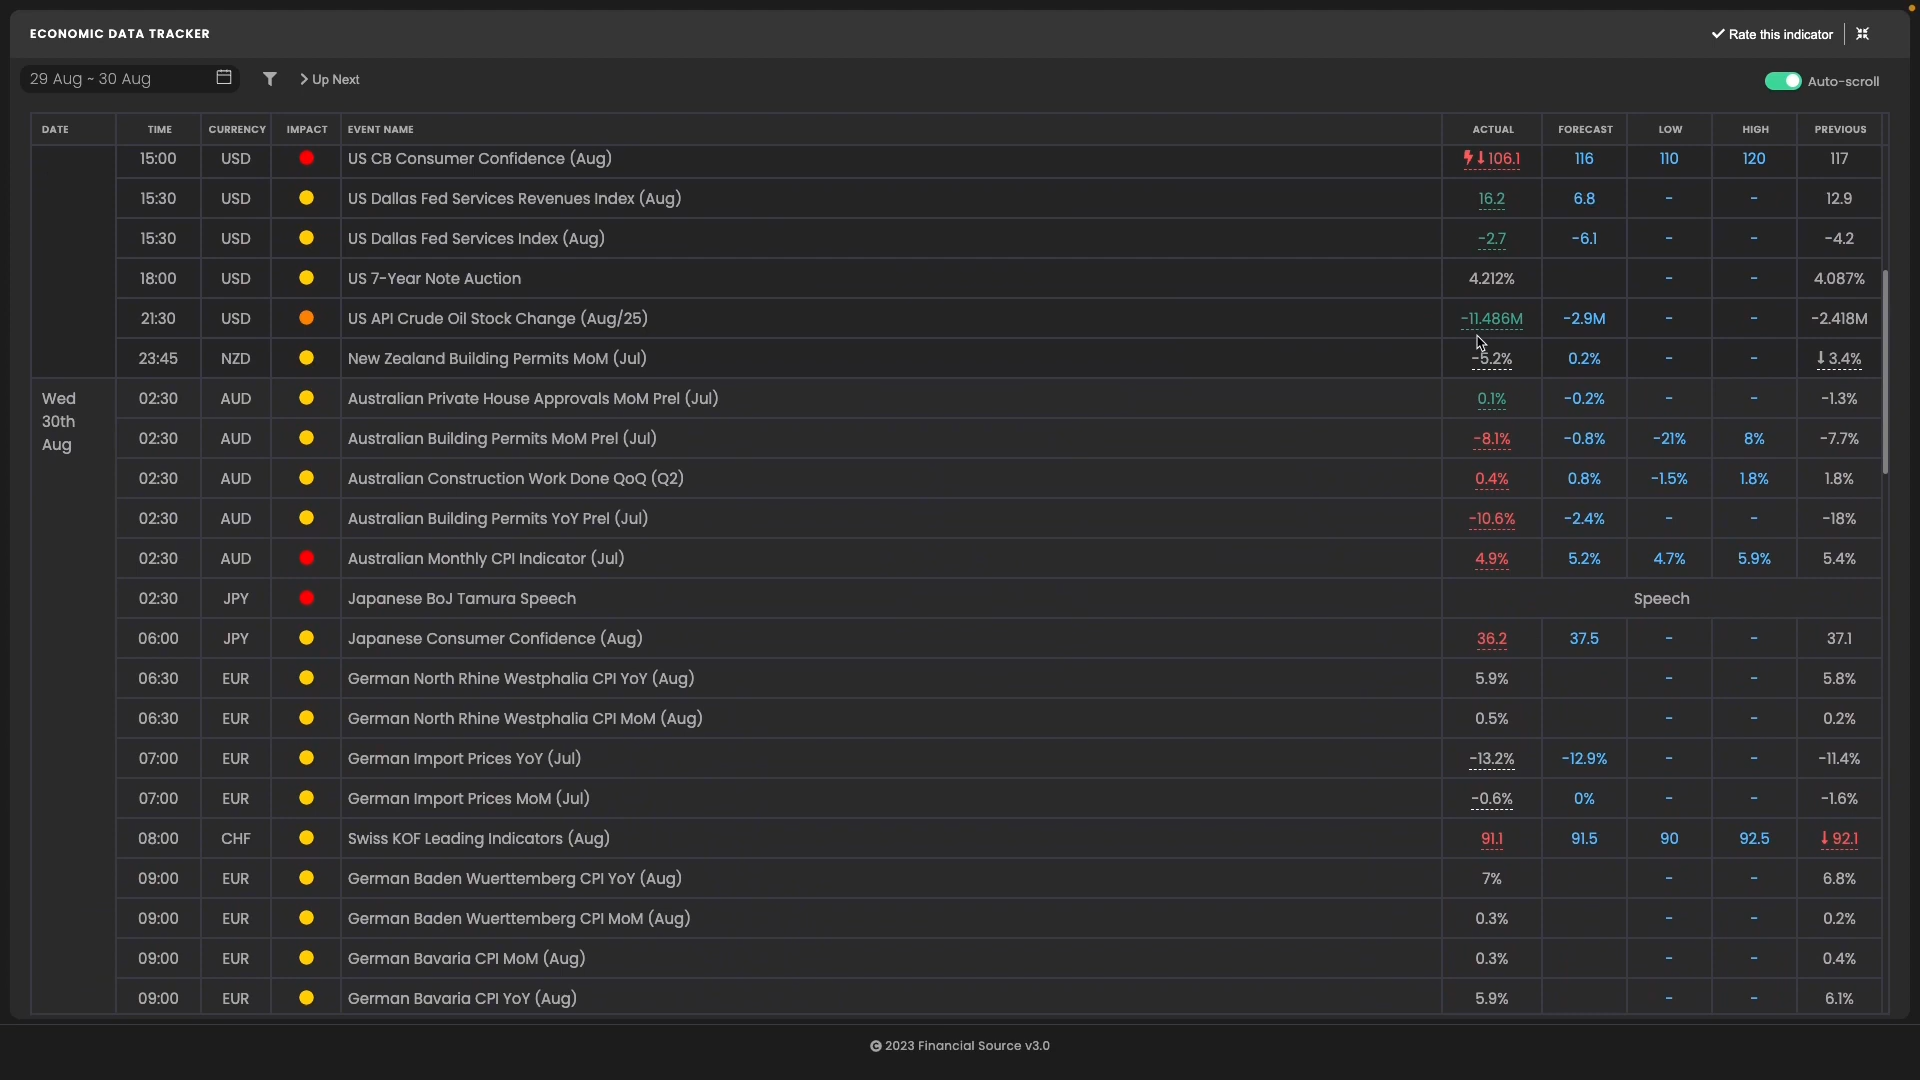 ECONOMIC DATA TRACKER
Rate this indicator
29 Aug ~ 30 Aug
Up Next
Auto-scroll
DATE TIME CURRENCY IMPACT EVENT NAME ACTUAL FORECAST LOW HIGH PREVIOUS
15:00 USD US CB Consumer Confidence (Aug) 106.1 116 110 120 117
15:30 USD US Dallas Fed Services Revenues Index (Aug) 16.2 6.8 - - 12.9
15:30 USD US Dallas Fed Services Index (Aug) -2.7 -6.1 - - -4.2
18:00 USD US 7-Year Note Auction 4.212% - - 4.087%
21:30 USD US API Crude Oil Stock Change (Aug/25) -11.486M -2.9M - - -2.418M
23:45 NZD New Zealand Building Permits MoM (Jul) -5.2% 0.2% - - 3.4%
Wed
30th
Aug
02:30 AUD Australian Private House Approvals MoM Prel (Jul) 0.1% -0.2% - - -1.3%
02:30 AUD Australian Building Permits MoM Prel (Jul) -8.1% -0.8% -21% 8% -7.7%
02:30 AUD Australian Construction Work Done QoQ (Q2) 0.4% 0.8% -1.5% 1.8% 1.8%
02:30 AUD Australian Building Permits YoY Prel (Jul) -10.6% -2.4% - - -18%
02:30 AUD Australian Monthly CPI Indicator (Jul) 4.9% 5.2% 4.7% 5.9% 5.4%
02:30 JPY Japanese BoJ Tamura Speech Speech
06:00 JPY Japanese Consumer Confidence (Aug) 36.2 37.5 - - 37.1
06:30 EUR German North Rhine Westphalia CPI YoY (Aug) 5.9% - - 5.8%
06:30 EUR German North Rhine Westphalia CPI MoM (Aug) 0.5% - - 0.2%
07:00 EUR German Import Prices YoY (Jul) -13.2% -12.9% - - -11.4%
07:00 EUR German Import Prices MoM (Jul) -0.6% 0% - - -1.6%
08:00 CHF Swiss KOF Leading Indicators (Aug) 91.1 91.5 90 92.5 92.1
09:00 EUR German Baden Wuerttemberg CPI YoY (Aug) 7% - - 6.8%
09:00 EUR German Baden Wuerttemberg CPI MoM (Aug) 0.3% - - 0.2%
09:00 EUR German Bavaria CPI MoM (Aug) 0.3% - - 0.4%
09:00 EUR German Bavaria CPI YoY (Aug) 5.9% - - 6.1%
© 2023 Financial Source v3.0